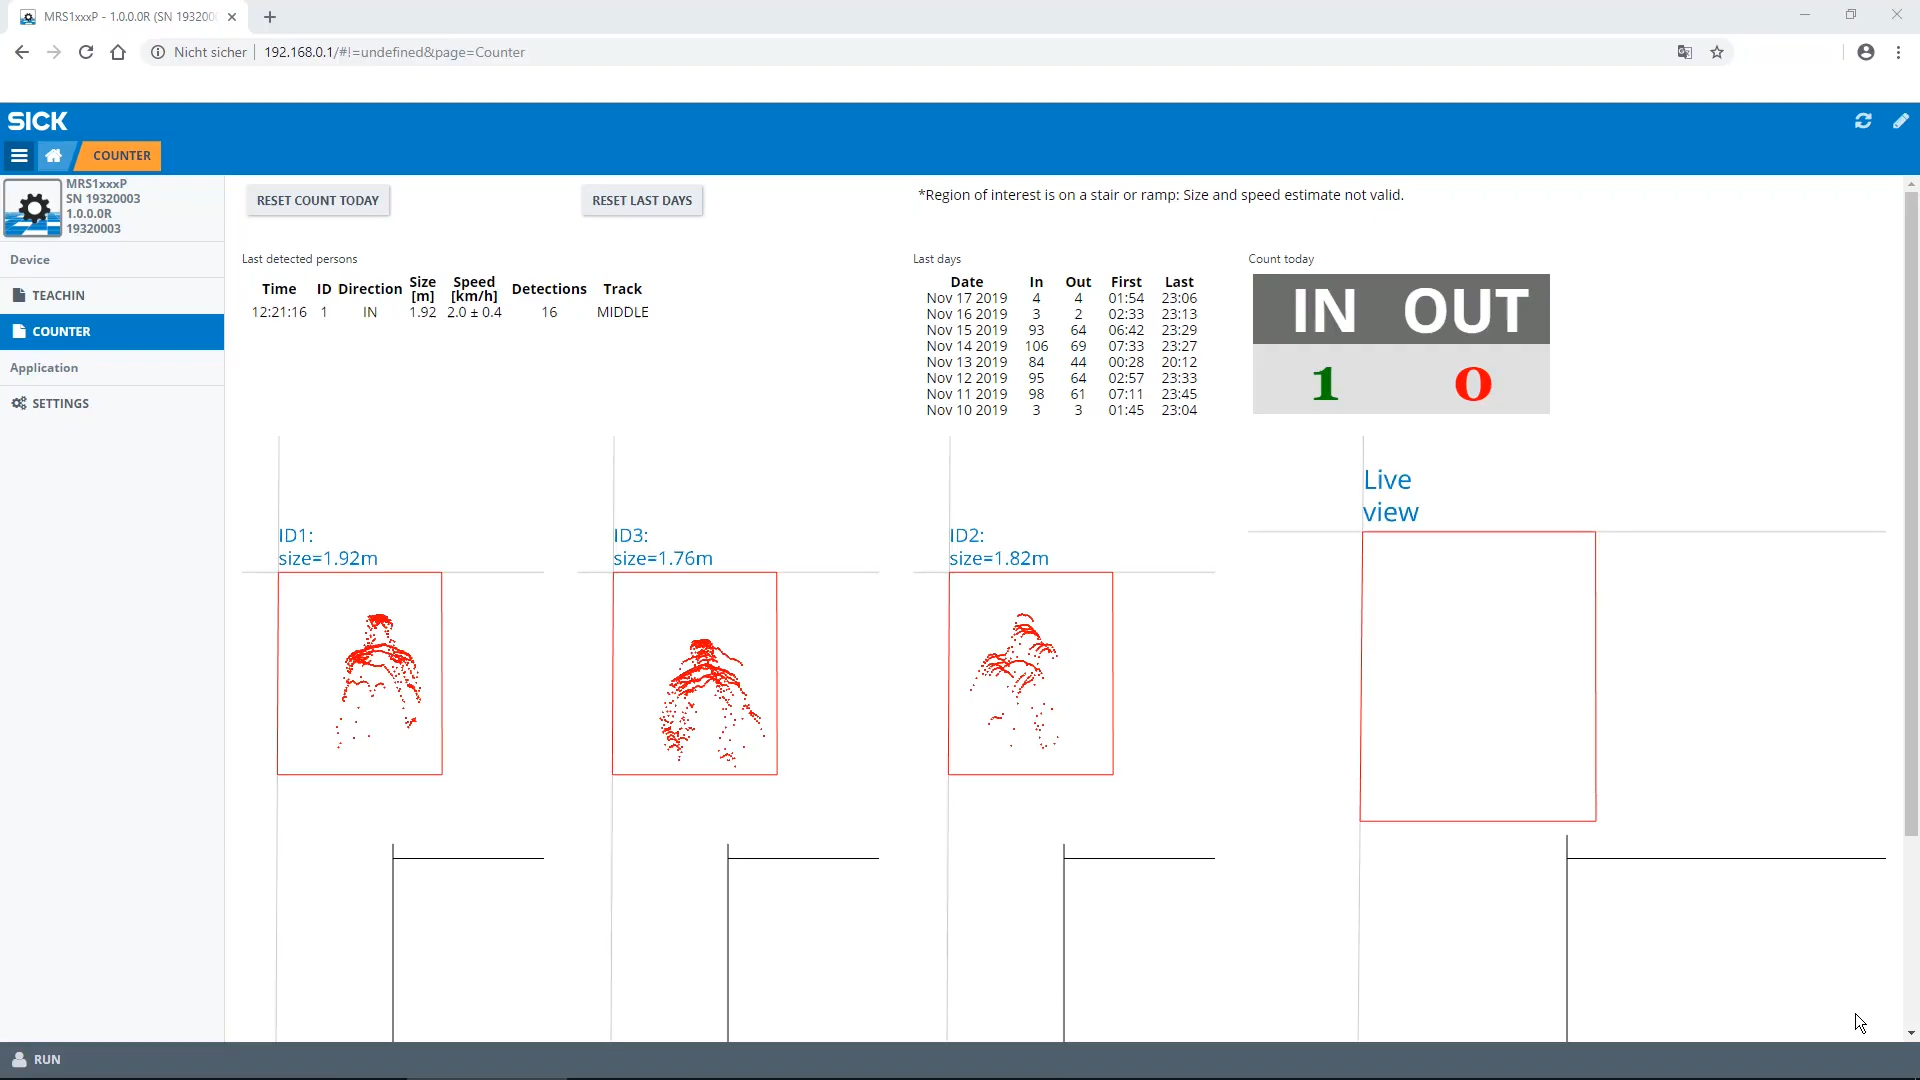 MRS1xxxP - 1.0.0.0R (SN 193200
Nicht sicher
192.168.0.1/#!=undefined&page=Counter
SICK
COUNTER
MRS1xxxP
SN 19320003
1.0.0.0R
19320003
Device
TEACHIN
COUNTER
Application
SETTINGS
RESET COUNT TODAY
RESET LAST DAYS
*Region of interest is on a stair or ramp: Size and speed estimate not valid.
Last detected persons
Time ID Direction Size [m] Speed [km/h] Detections Track
12:21:16 1 IN 1.92 2.0 ± 0.4 16 MIDDLE
Last days
Date In Out First Last
Nov 17 2019 4 4 01:54 23:06
Nov 16 2019 3 2 02:33 23:13
Nov 15 2019 93 64 06:42 23:29
Nov 14 2019 106 69 07:33 23:27
Nov 13 2019 84 44 00:28 20:12
Nov 12 2019 95 64 02:57 23:33
Nov 11 2019 98 61 07:11 23:45
Nov 10 2019 3 3 01:45 23:04
Count today
IN OUT
1 0
ID1:
size=1.92m
ID3:
size=1.76m
ID2:
size=1.82m
Live
view
RUN